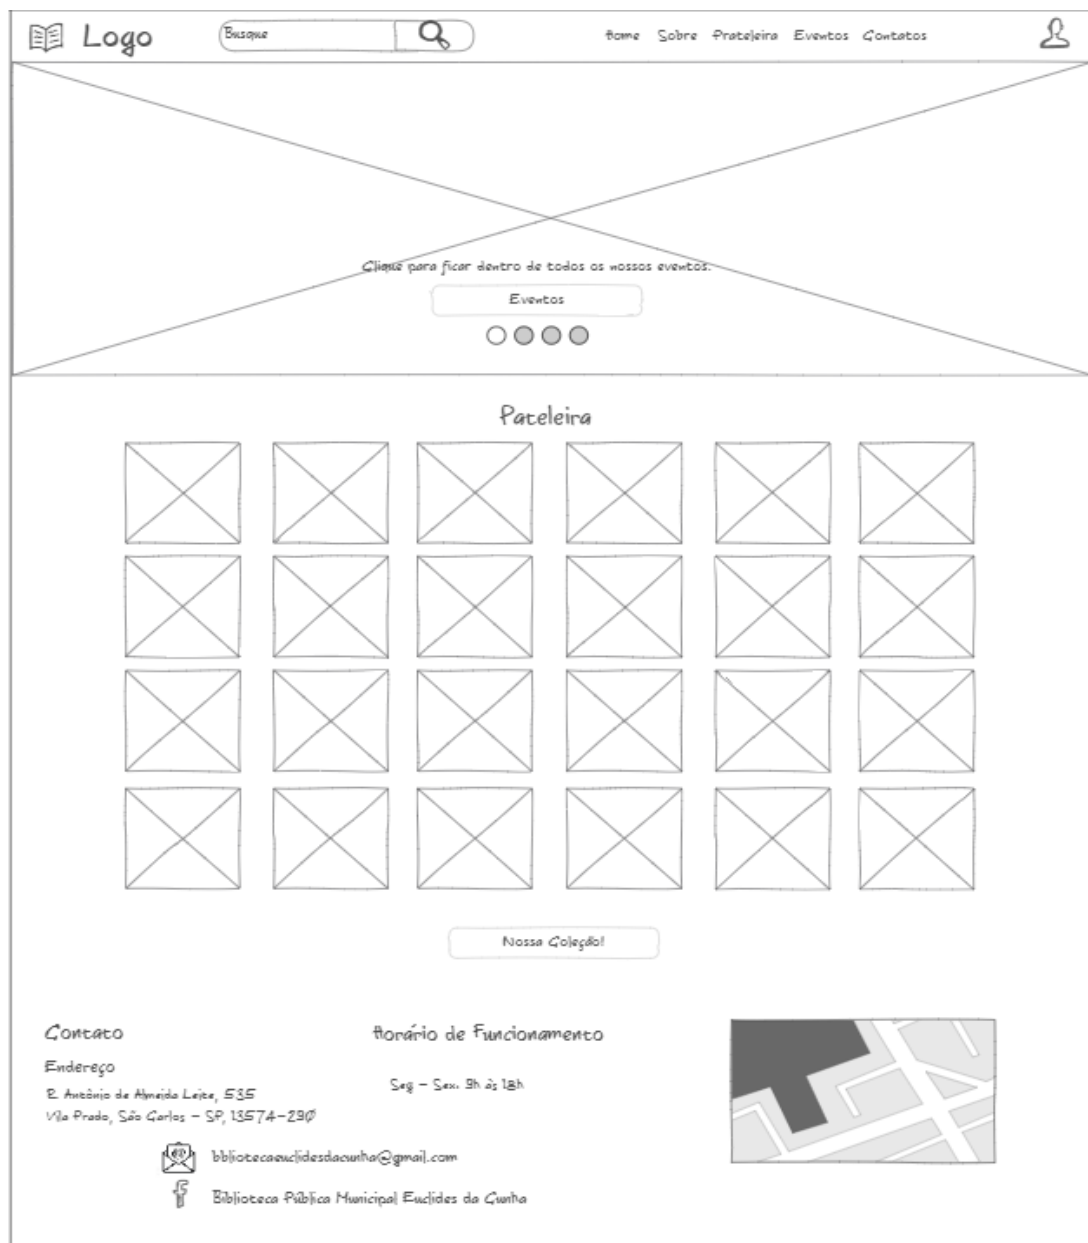 Logo
Busque
Home Sobre Prateleira Eventos Contatos
Clique para ficar dentro de todos os nossos eventos.
Eventos
Pateleira
Nossa Coleção!
Contato
Endereço
R. Antônio de Almeida Leite, 535
Vila Prado, São Carlos - SP, 13574-290
bbliotecaeuclidesdacunha@gmail.com
Biblioteca Pública Municipal Euclides da Cunha
Horário de Funcionamento
Seg - Sex. 9h às 18h